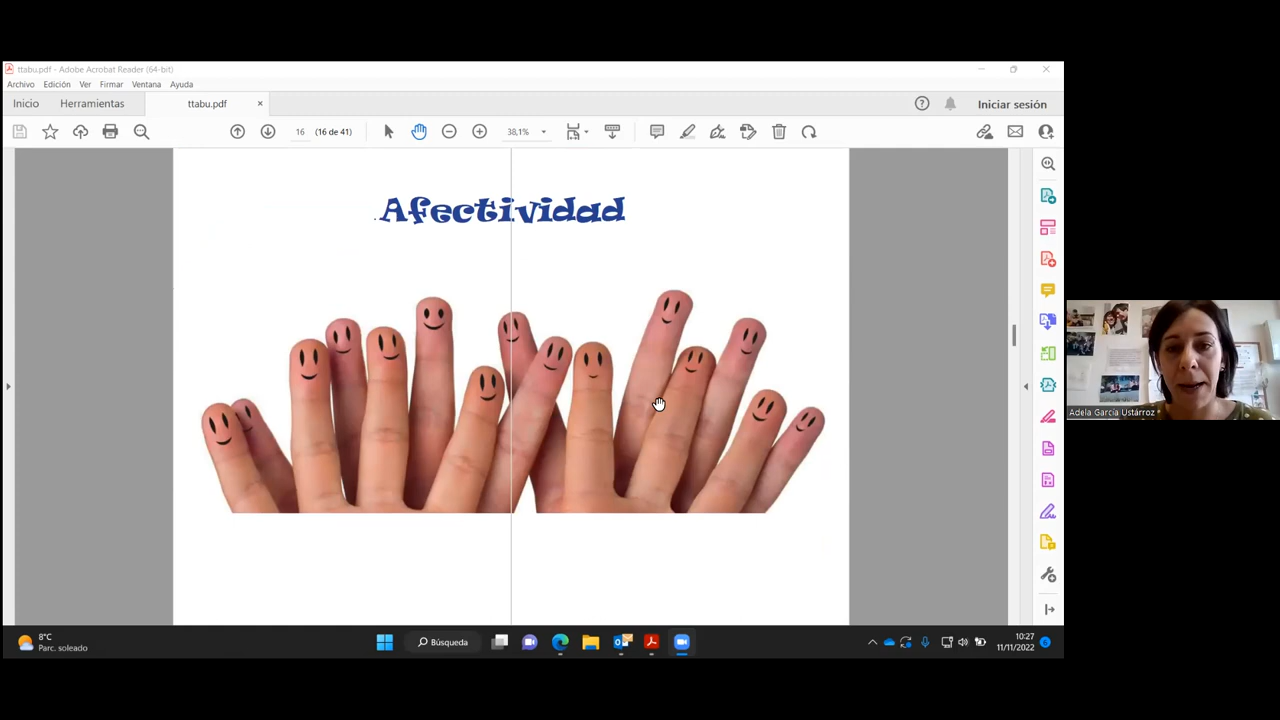 ttabu.pdf - Adobe Acrobat Reader (64-bit)
Archivo Edición Ver Firmar Ventana Ayuda
Inicio Herramientas ttabu.pdf × Iniciar sesión
16 (16 de 41) 38,1%
Afectividad
Adela García Ustárroz
8°C
Parc. soleado
Búsqueda
10:27
11/11/2022
6